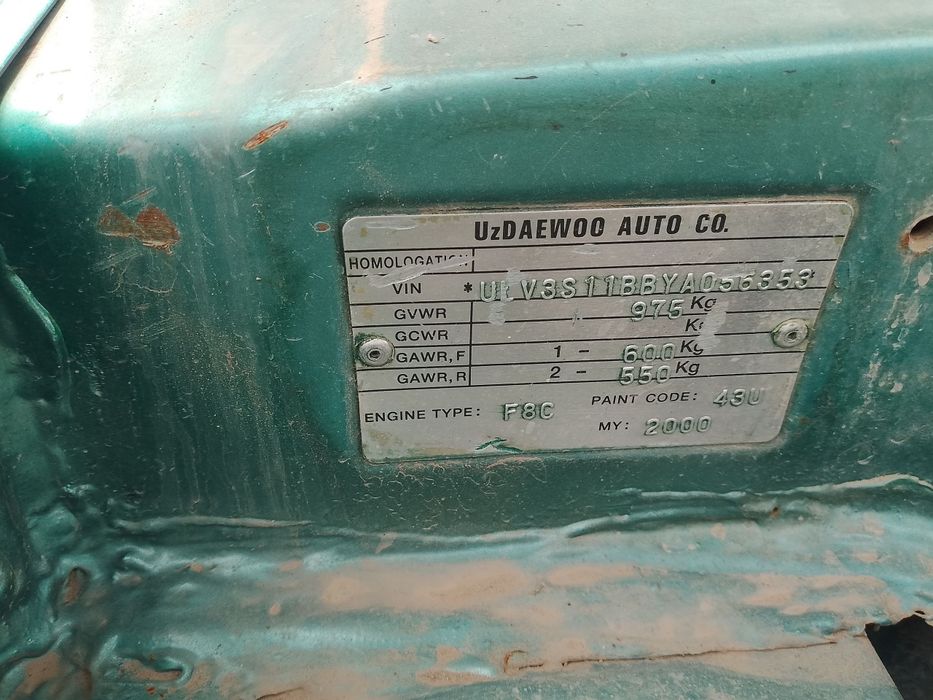 UzDAEWOO AUTO CO.
HOMOLOGATION
VIN *ULV3S11BBYA056353*
GVWR 975 Kg
GCWR Kg
GAWR,F 1 - 600 Kg
GAWR,R 2 - 550 Kg
ENGINE TYPE: F8C PAINT CODE: 43U
MY: 2000